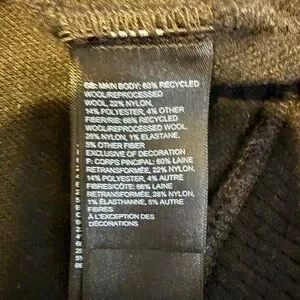 GB: MAIN BODY: 60% RECYCLED
WOOL/REPROCESSED
WOOL, 22% NYLON,
14% POLYESTER, 4% OTHER
FIBER/RIB: 66% RECYCLED
WOOL/REPROCESSED WOOL,
28% NYLON, 1% ELASTANE,
5% OTHER FIBER
EXCLUSIVE OF DECORATION
F: CORPS PINCIPAL: 60% LAINE
RETRANSFORMÉE, 22% NYLON,
14% POLYESTER, 4% AUTRE
FIBRES/CÔTE: 66% LAINE
RETRANSFORMÉE, 28% NYLON,
1% ÉLASTHANNE, 5% AUTRE
FIBRES
À L'EXCEPTION DES
DÉCORATIONS